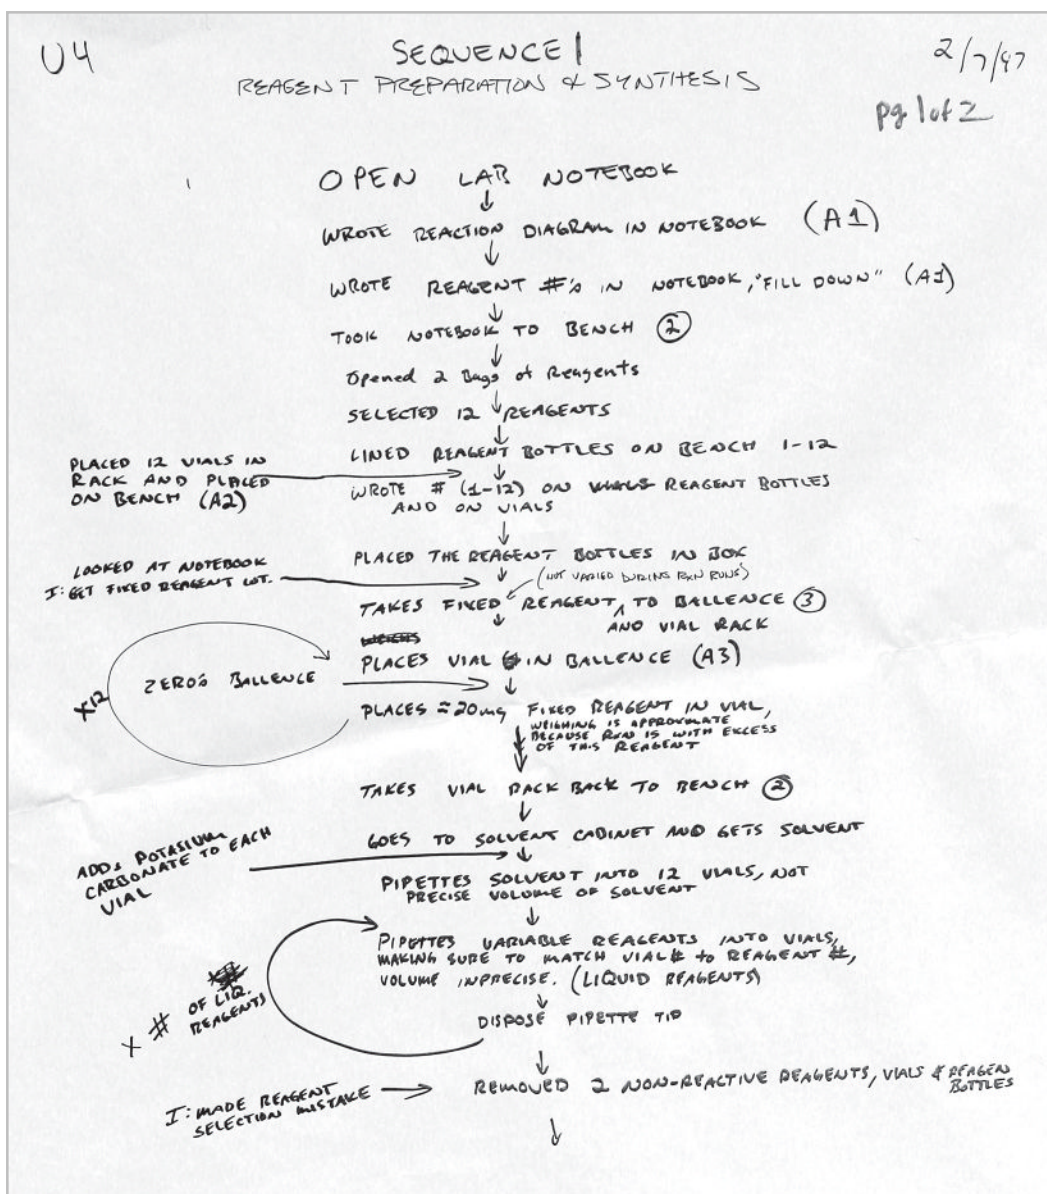 U4
SEQUENCE 1
2/7/97
REAGENT PREPARATION & SYNTHESIS
pg 1 of 2
OPEN LAB NOTEBOOK
WROTE REACTION DIAGRAM IN NOTEBOOK (A1)
WROTE REAGENT #'s IN NOTEBOOK, "FILL DOWN" (A1)
TOOK NOTEBOOK TO BENCH 2
Opened 2 Bags of Reagents
SELECTED 12 REAGENTS
LINED REAGENT BOTTLES ON BENCH 1-12
PLACED 12 VIALS IN
RACK AND PLACED
ON BENCH (A2)
WROTE # (1-12) ON VIALS REAGENT BOTTLES
AND ON VIALS
PLACED THE REAGENT BOTTLES IN BOX
LOOKED AT NOTEBOOK
I: GET FIXED REAGENT LOT.
(NOT VARIED DURING RXN RUNS)
TAKES FIXED REAGENT TO BALLENCE 3
AND VIAL RACK
WEIGHS
PLACES VIAL IN BALLENCE (A3)
X12
ZERO'S BALLENCE
PLACES ≈20mg FIXED REAGENT IN VIAL,
WEIGHING IS APPROXIMATE
BECAUSE RXN IS WITH EXCESS
OF THIS REAGENT
TAKES VIAL RACK BACK TO BENCH 2
GOES TO SOLVENT CABINET AND GETS SOLVENT
ADDS POTASIUM
CARBONATE TO EACH
VIAL
PIPETTES SOLVENT INTO 12 VIALS, NOT
PRECISE VOLUME OF SOLVENT
PIPETTES VARIABLE REAGENTS INTO VIALS,
MAKING SURE TO MATCH VIAL # to REAGENT #,
VOLUME INPRECISE. (LIQUID REAGENTS)
X # OF LIQ.
REAGENTS
DISPOSE PIPETTE TIP
REMOVED 2 NON-REACTIVE REAGENTS, VIALS & REAGEN
BOTTLES
I: MADE REAGENT
SELECTION MISTAKE